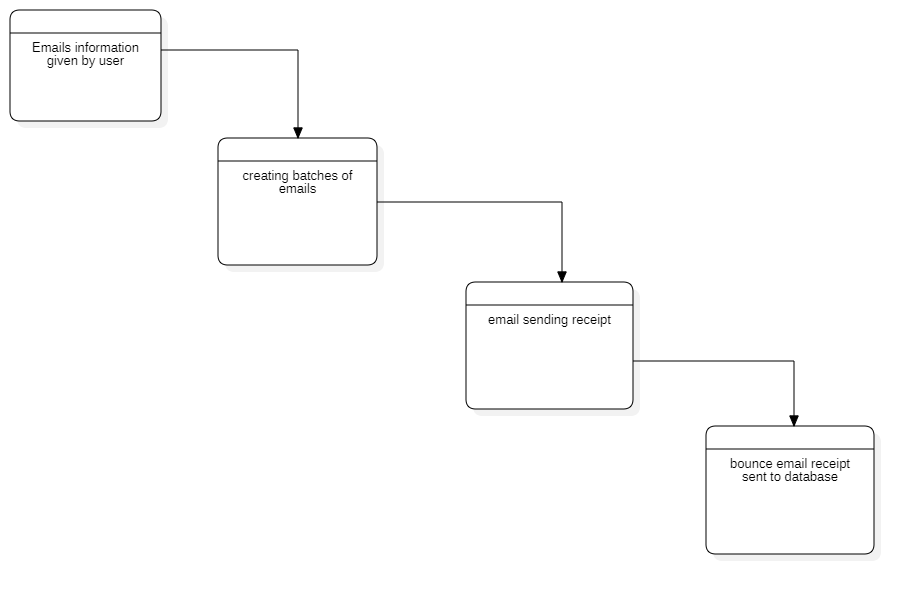 Emails information
given by user
creating batches of
emails
email sending receipt
bounce email receipt
sent to database